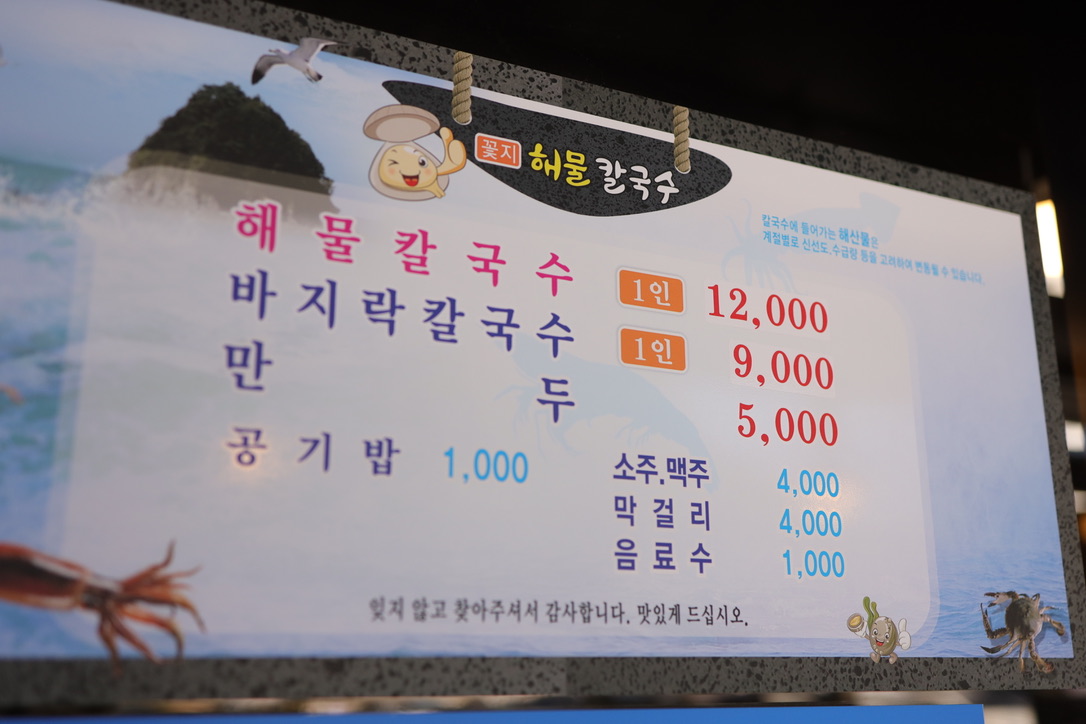 꽃지 해물 칼국수
칼국수에 들어가는 해산물은
계절별로 신선도.수급량 등을 고려하여 변동될 수 있습니다.
해물칼국수 1인 12,000
바지락칼국수 1인 9,000
만두 5,000
공기밥 1,000
소주.맥주 4,000
막걸리 4,000
음료수 1,000
잊지 않고 찾아주셔서 감사합니다. 맛있게 드십시오.